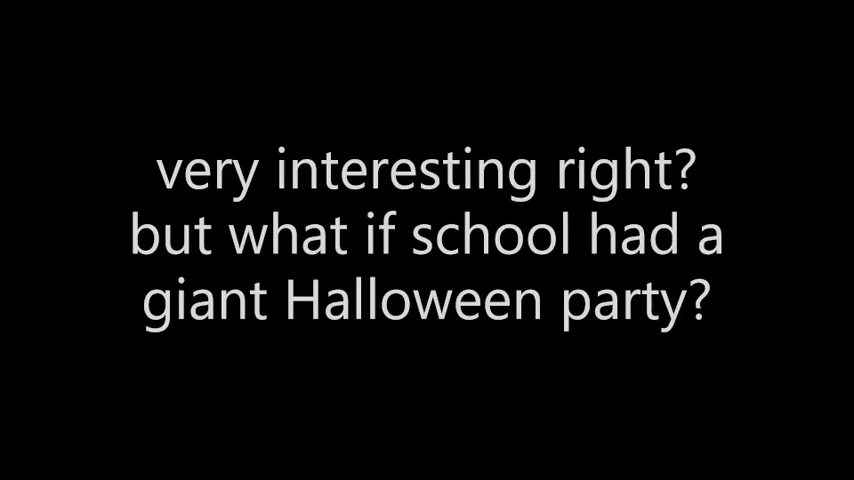 very interesting right?
but what if school had a
giant Halloween party?